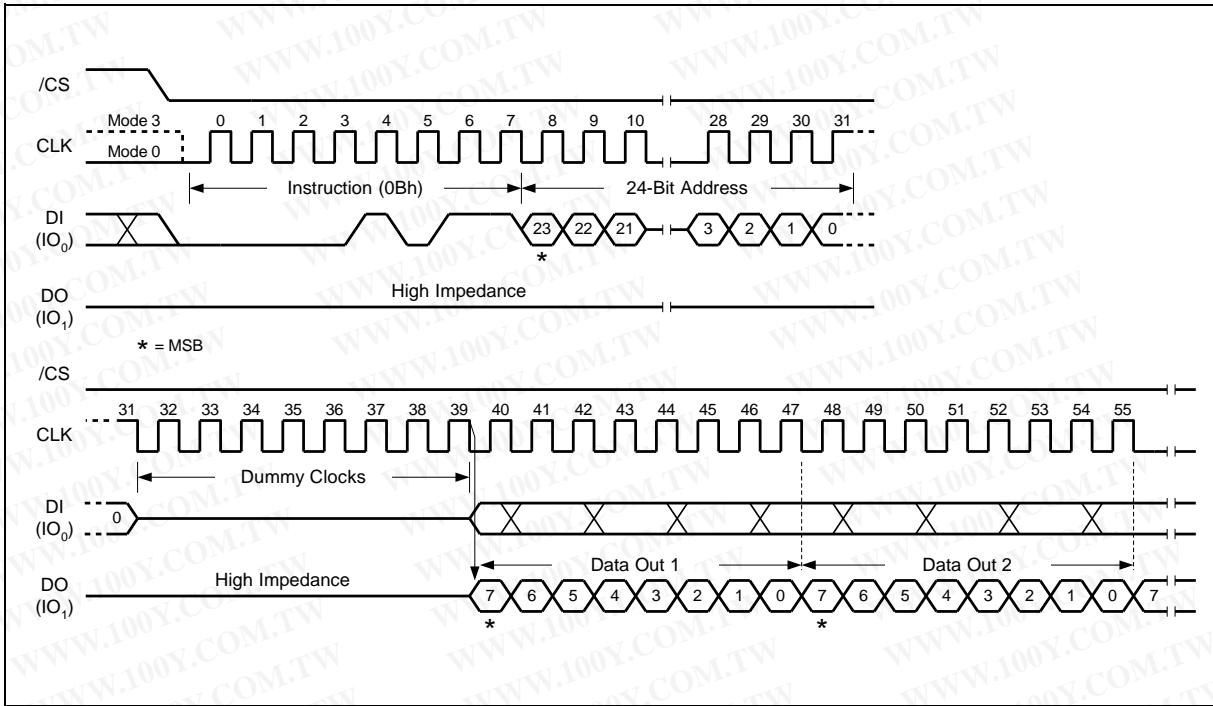 /CS
Mode 3 0 1 2 3 4 5 6 7 8 9 10 28 29 30 31
CLK Mode 0
Instruction (0Bh) 24-Bit Address
DI
(IO0) 23 22 21 3 2 1 0
*
High Impedance
DO
(IO1)
* = MSB
/CS
31 32 33 34 35 36 37 38 39 40 41 42 43 44 45 46 47 48 49 50 51 52 53 54 55
CLK
Dummy Clocks
DI
(IO0) 0
Data Out 1 Data Out 2
High Impedance
DO
(IO1) 7 6 5 4 3 2 1 0 7 6 5 4 3 2 1 0 7
* *
WWW.100Y.COM.TW